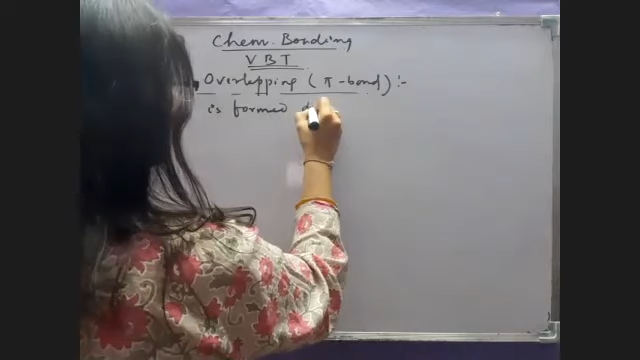 Chem. Bonding
VBT
Overlapping (π-bond) :-
is formed